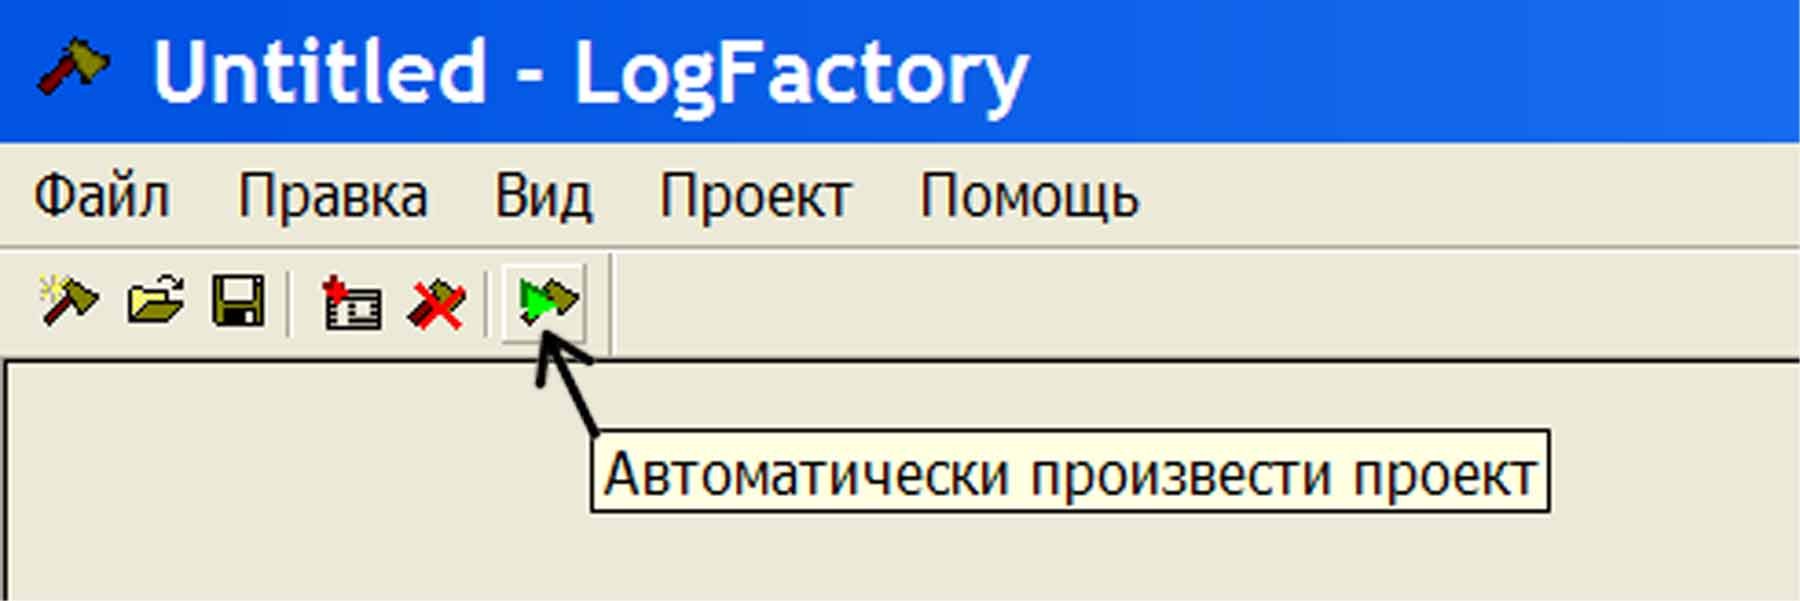 Untitled - LogFactory
Файл Правка Вид Проект Помощь
Автоматически произвести проект